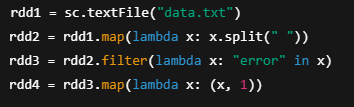 rdd1 = sc.textFile("data.txt")
rdd2 = rdd1.map(lambda x: x.split(" "))
rdd3 = rdd2.filter(lambda x: "error" in x)
rdd4 = rdd3.map(lambda x: (x, 1))